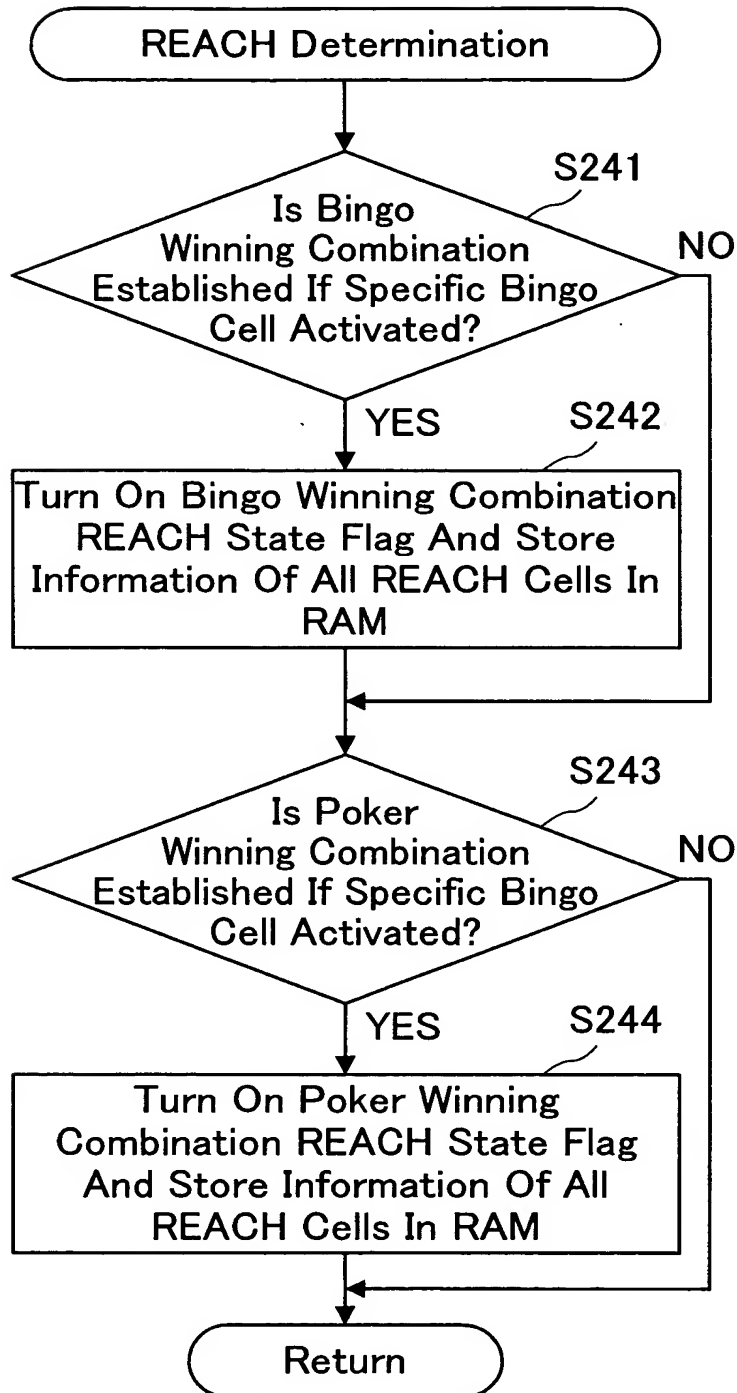 REACH Determination
S241
Is Bingo
Winning Combination
Established If Specific Bingo
Cell Activated?
NO
YES
S242
Turn On Bingo Winning Combination
REACH State Flag And Store
Information Of All REACH Cells In
RAM
S243
Is Poker
Winning Combination
Established If Specific Bingo
Cell Activated?
NO
YES
S244
Turn On Poker Winning
Combination REACH State Flag
And Store Information Of All
REACH Cells In RAM
Return